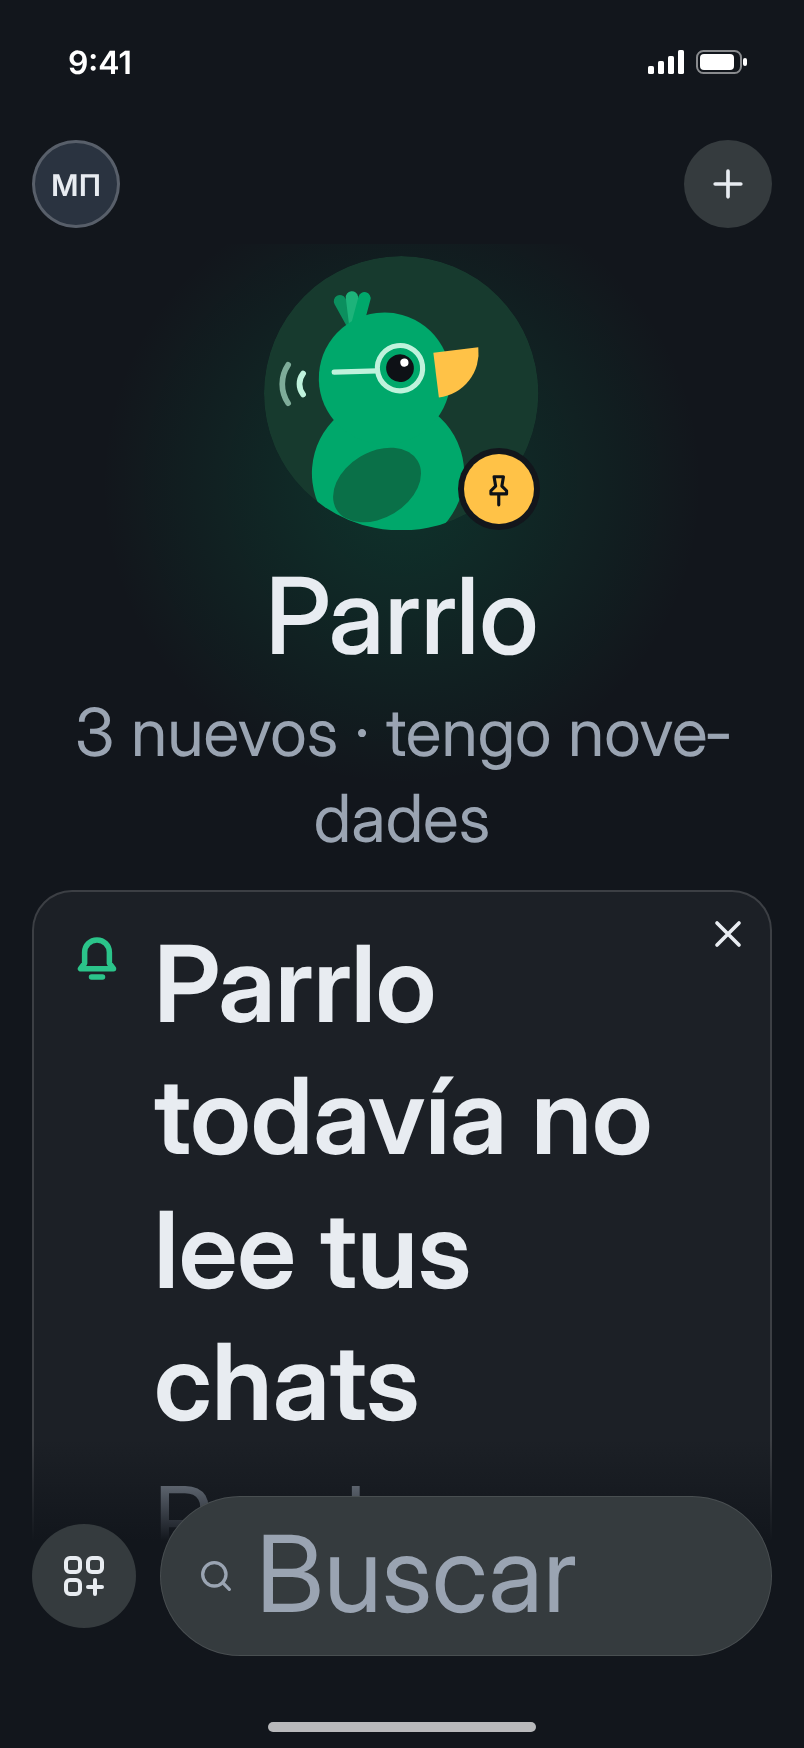 9:41
МП
Parrlo
3 nuevos · tengo nove-
dades
Parrlo
todavía no
lee tus
chats
Buscar